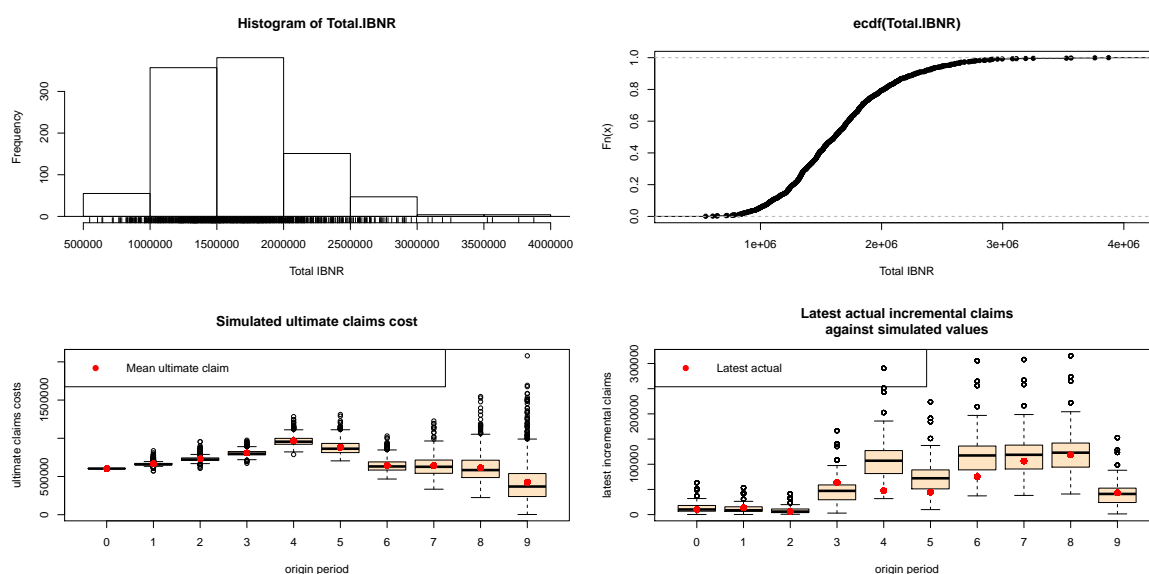 Histogram of Total.IBNR
Frequency
0 100 200 300
500000 1000000 1500000 2000000 2500000 3000000 3500000 4000000
Total IBNR
ecdf(Total.IBNR)
Fn(x)
0.0 0.2 0.4 0.6 0.8 1.0
1e+06 2e+06 3e+06 4e+06
Total IBNR
Simulated ultimate claims cost
Mean ultimate claim
ultimate claims costs
0 500000 1500000
0 1 2 3 4 5 6 7 8 9
origin period
Latest actual incremental claims
against simulated values
Latest actual
latest incremental claims
0 50000 100000 200000 300000
0 1 2 3 4 5 6 7 8 9
origin period